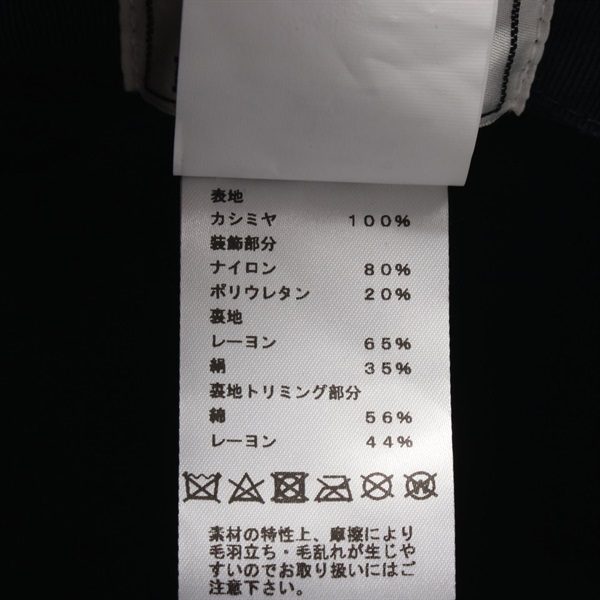 表地
カシミヤ 100%
装飾部分
ナイロン 80%
ポリウレタン 20%
裏地
レーヨン 65%
絹 35%
裏地トリミング部分
綿 56%
レーヨン 44%
素材の特性上、摩擦により
毛羽立ち・毛乱れが生じや
すいのでお取り扱いにはご
注意下さい。